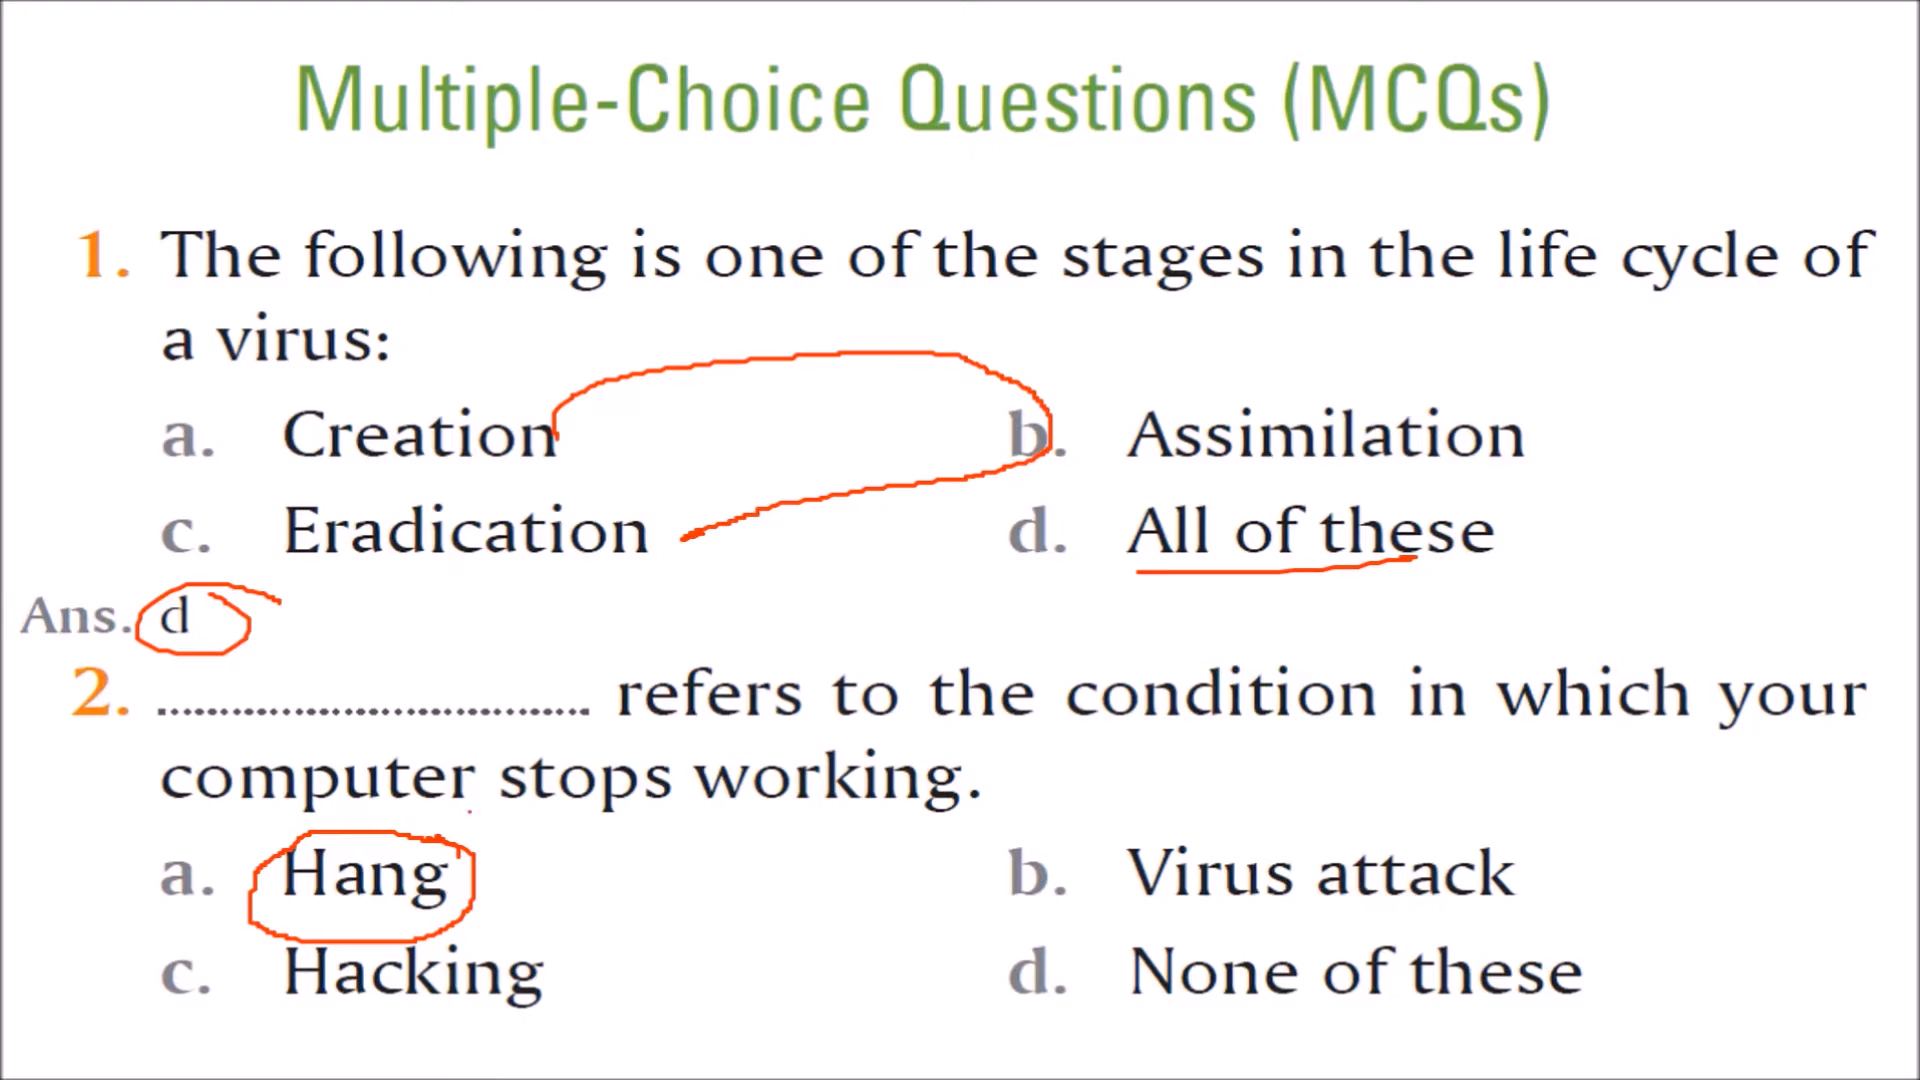 Multiple-Choice Questions (MCQs)
1. The following is one of the stages in the life cycle of
a virus:
a. Creation b. Assimilation
c. Eradication d. All of these
Ans. d
2. .................................. refers to the condition in which your
computer stops working.
a. Hang b. Virus attack
c. Hacking d. None of these